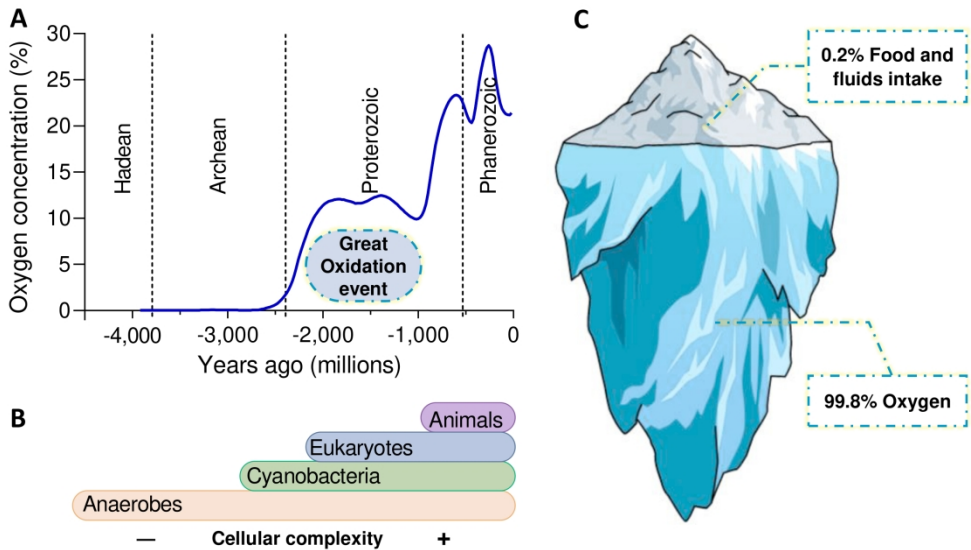 A
Oxygen concentration (%)
30
25
20
15
10
5
0
Hadean
Archean
Proterozoic
Phanerozoic
Great
Oxidation
event
-4,000
-3,000
-2,000
-1,000
0
Years ago (millions)
B
Animals
Eukaryotes
Cyanobacteria
Anaerobes
— Cellular complexity +
C
0.2% Food and
fluids intake
99.8% Oxygen